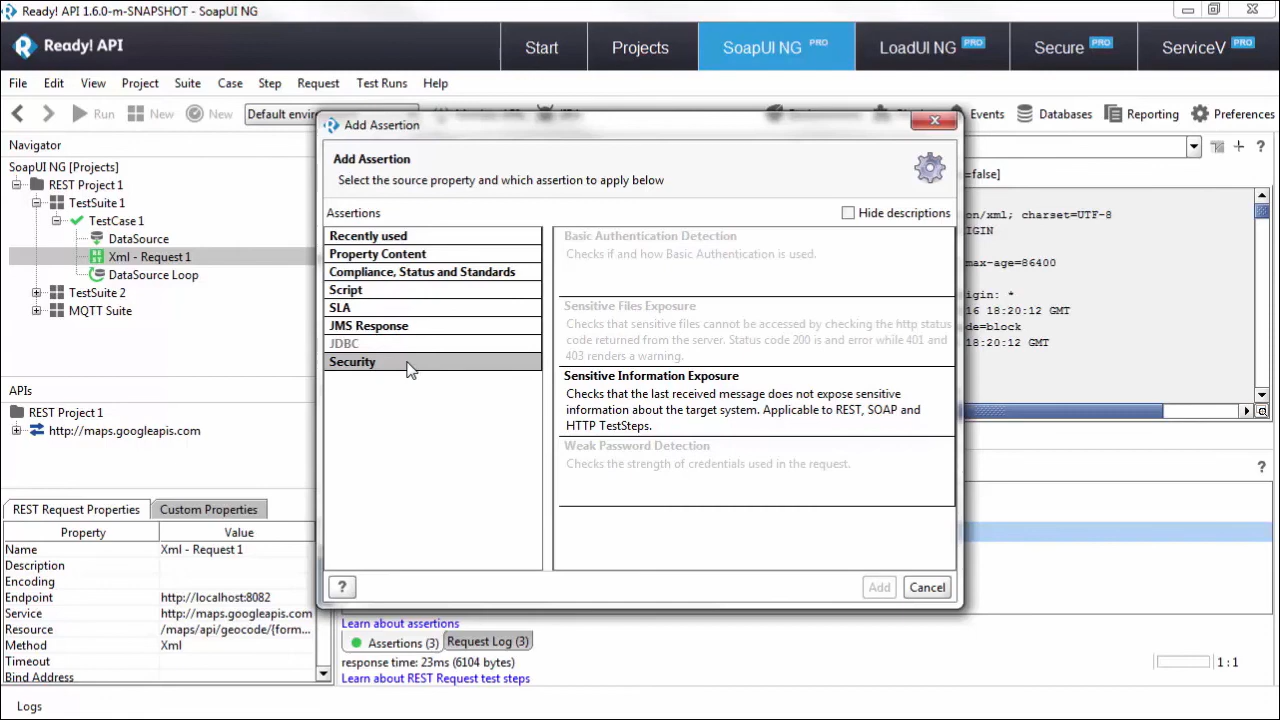 Ready! API 1.6.0-m-SNAPSHOT - SoapUI NG
Ready! API
Start
Projects
SoapUI NG PRO
LoadUI NG PRO
Secure PRO
ServiceV PRO
File Edit View Project Suite Case Step Request Test Runs Help
Run New New Default envir
Events Databases Reporting Preferences
Navigator
SoapUI NG [Projects]
REST Project 1
TestSuite 1
TestCase 1
DataSource
Xml - Request 1
DataSource Loop
TestSuite 2
MQTT Suite
APIs
REST Project 1
http://maps.googleapis.com
REST Request Properties Custom Properties
Property Value
Name Xml - Request 1
Description
Encoding
Endpoint http://localhost:8082
Service http://maps.googleapis.com
Resource /maps/api/geocode/{form...
Method Xml
Timeout
Bind Address
Logs
Add Assertion
Add Assertion
Select the source property and which assertion to apply below
Assertions
Hide descriptions
Recently used
Property Content
Compliance, Status and Standards
Script
SLA
JMS Response
JDBC
Security
Basic Authentication Detection
Checks if and how Basic Authentication is used.
Sensitive Files Exposure
Checks that sensitive files cannot be accessed by checking the http status
code returned from the server. Status code 200 is and error while 401 and
403 renders a warning.
Sensitive Information Exposure
Checks that the last received message does not expose sensitive
information about the target system. Applicable to REST, SOAP and
HTTP TestSteps.
Weak Password Detection
Checks the strength of credentials used in the request.
?
Add
Cancel
=false]
on/xml; charset=UTF-8
IGIN
max-age=86400
igin: *
16 18:20:12 GMT
de=block
18:20:12 GMT
Learn about assertions
Assertions (3) Request Log (3)
response time: 23ms (6104 bytes)
1:1
Learn about REST Request test steps